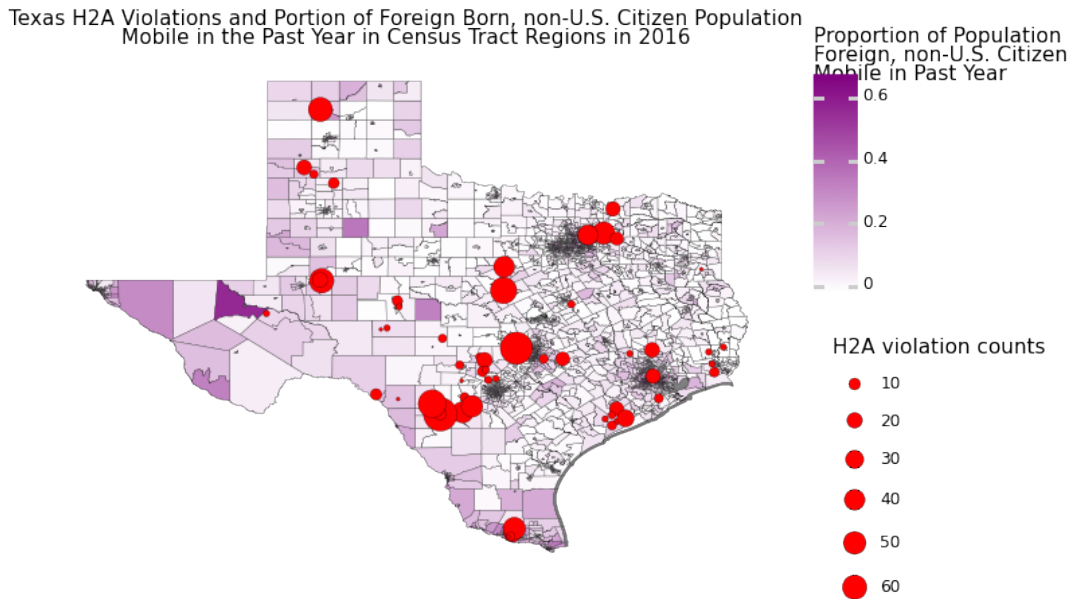 Texas H2A Violations and Portion of Foreign Born, non-U.S. Citizen Population
Mobile in the Past Year in Census Tract Regions in 2016
Proportion of Population
Foreign, non-U.S. Citizen
Mobile in Past Year
0.6
0.4
0.2
0
H2A violation counts
10
20
30
40
50
60